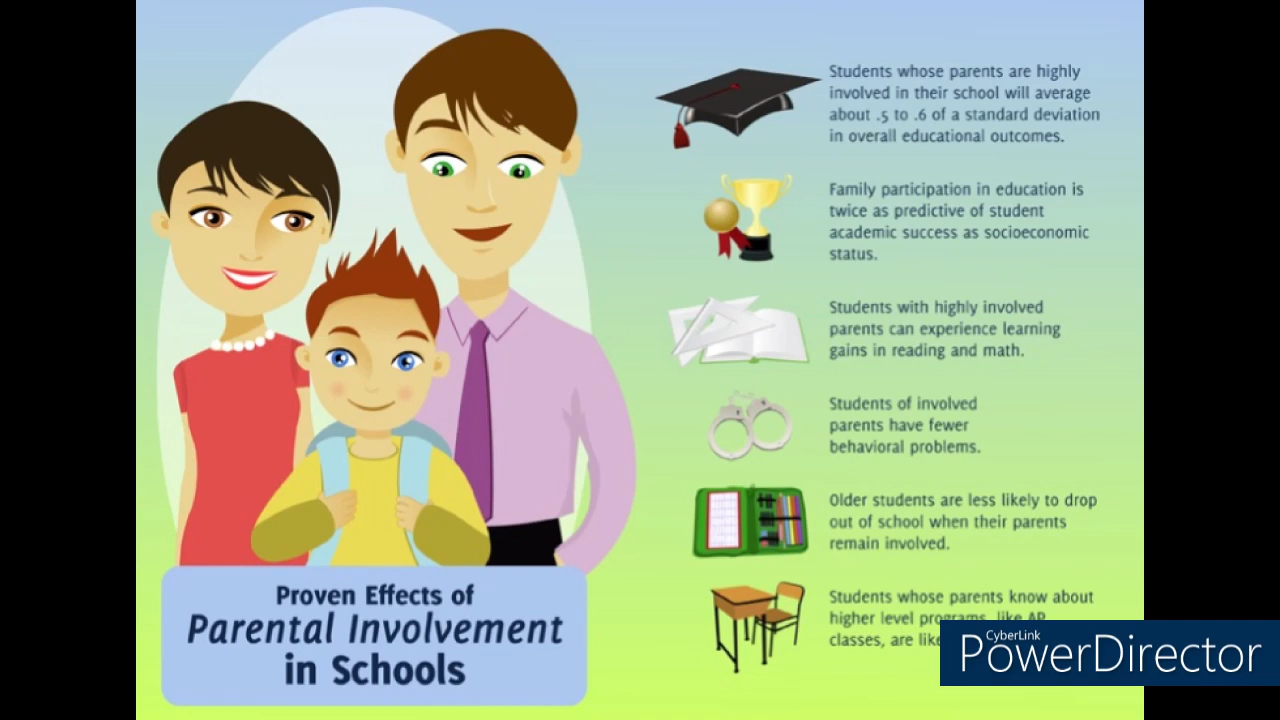 Students whose parents are highly
involved in their school will average
about .5 to .6 of a standard deviation
in overall educational outcomes.
Family participation in education is
twice as predictive of student
academic success as socioeconomic
status.
Students with highly involved
parents can experience learning
gains in reading and math.
Students of involved
parents have fewer
behavioral problems.
Older students are less likely to drop
out of school when their parents
remain involved.
Students whose parents know about
higher level programs, like AP
classes, are
Proven Effects of
Parental Involvement
in Schools
CyberLink
PowerDirector